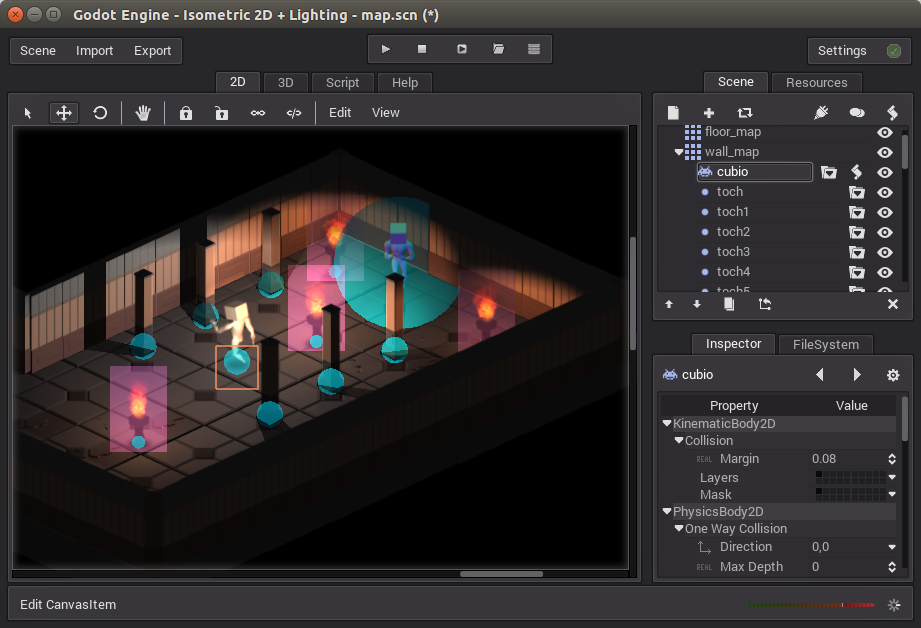 Godot Engine - Isometric 2D + Lighting - map.scn (*)
Scene Import Export
Settings
2D 3D Script Help
Scene Resources
Edit View
floor_map
wall_map
cubio
toch
toch1
toch2
toch3
toch4
toch5
Inspector FileSystem
cubio
Property Value
KinematicBody2D
Collision
REAL Margin 0.08
Layers
Mask
PhysicsBody2D
One Way Collision
Direction 0,0
REAL Max Depth 0
Edit CanvasItem